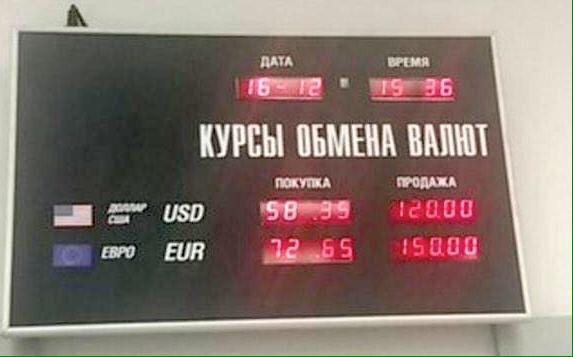 ДАТА ВРЕМЯ
16-12 15 36
КУРСЫ ОБМЕНА ВАЛЮТ
ПОКУПКА ПРОДАЖА
ДОЛЛАР США USD 58.35 120.00
ЕВРО EUR 72.65 150.00